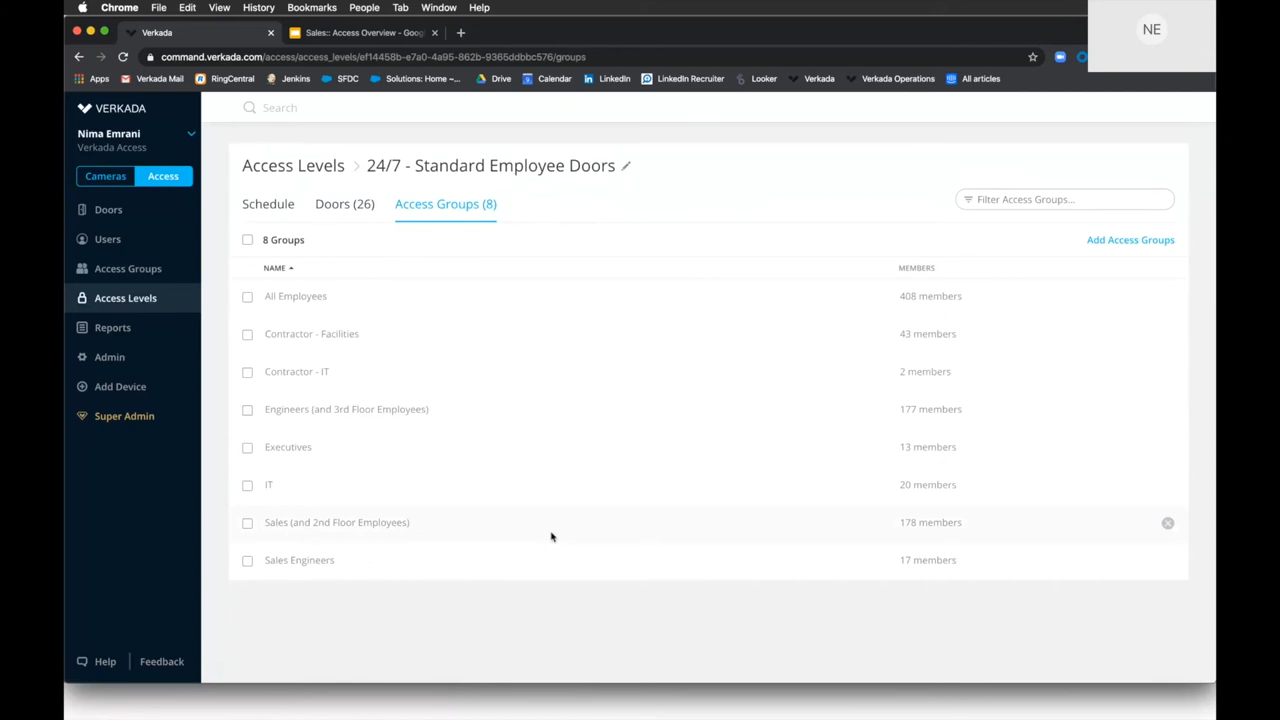 Chrome File Edit View History Bookmarks People Tab Window Help
Verkada Sales:: Access Overview - Goog
command.verkada.com/access/access_levels/ef14458b-e7a0-4a95-862b-9365ddbbc576/groups
Apps Verkada Mail RingCentral Jenkins SFDC Solutions: Home ~... Drive Calendar LinkedIn LinkedIn Recruiter Looker Verkada Verkada Operations All articles
NE
VERKADA
Search
Nima Emrani
Verkada Access
Cameras Access
Doors
Users
Access Groups
Access Levels
Reports
Admin
Add Device
Super Admin
Help Feedback
Access Levels > 24/7 - Standard Employee Doors
Schedule Doors (26) Access Groups (8) Filter Access Groups...
8 Groups Add Access Groups
NAME MEMBERS
All Employees 408 members
Contractor - Facilities 43 members
Contractor - IT 2 members
Engineers (and 3rd Floor Employees) 177 members
Executives 13 members
IT 20 members
Sales (and 2nd Floor Employees) 178 members
Sales Engineers 17 members